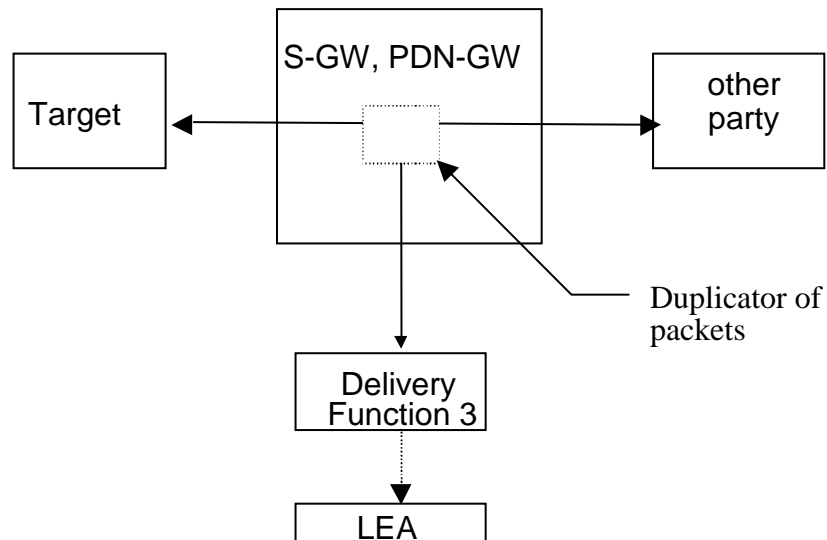 S-GW, PDN-GW
Target
other
party
Duplicator of
packets
Delivery
Function 3
LEA